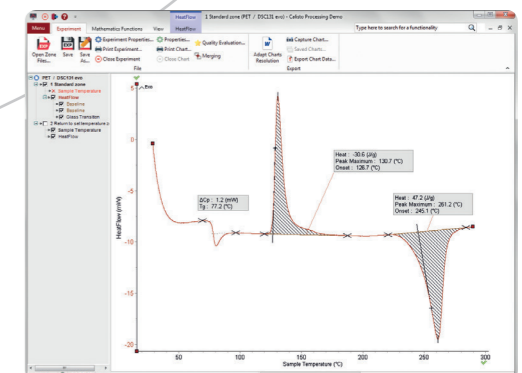 HeatFlow
1 Standard zone (PET / DSC131 evo) - Calisto Processing Demo
Menu Experiment Mathematics Functions View HeatFlow
Type here to search for a functionality
Open Zone Files...
Save
Save As...
Experiment Properties...
Print Experiment...
Close Experiment
Properties...
Print Chart...
Close Chart
Quality Evaluation...
Merging
File
Adapt Charts Resolution
Capture Chart...
Saved Charts...
Export Chart Data...
Export
PET / DSC131 evo
1 Standard zone
Sample Temperature
HeatFlow
Baseline
Baseline
Glass Transition
2 Return to set temperature
Sample Temperature
HeatFlow
Exo
5
0
-5
-10
-15
-20
HeatFlow (mW)
ΔCp : 1.2 (mW)
Tg : 77.2 (°C)
Heat : -30.6 (J/g)
Peak Maximum : 130.7 (°C)
Onset : 126.7 (°C)
Heat : 47.2 (J/g)
Peak Maximum : 261.2 (°C)
Onset : 245.1 (°C)
50 100 150 200 250 300
Sample Temperature (°C)